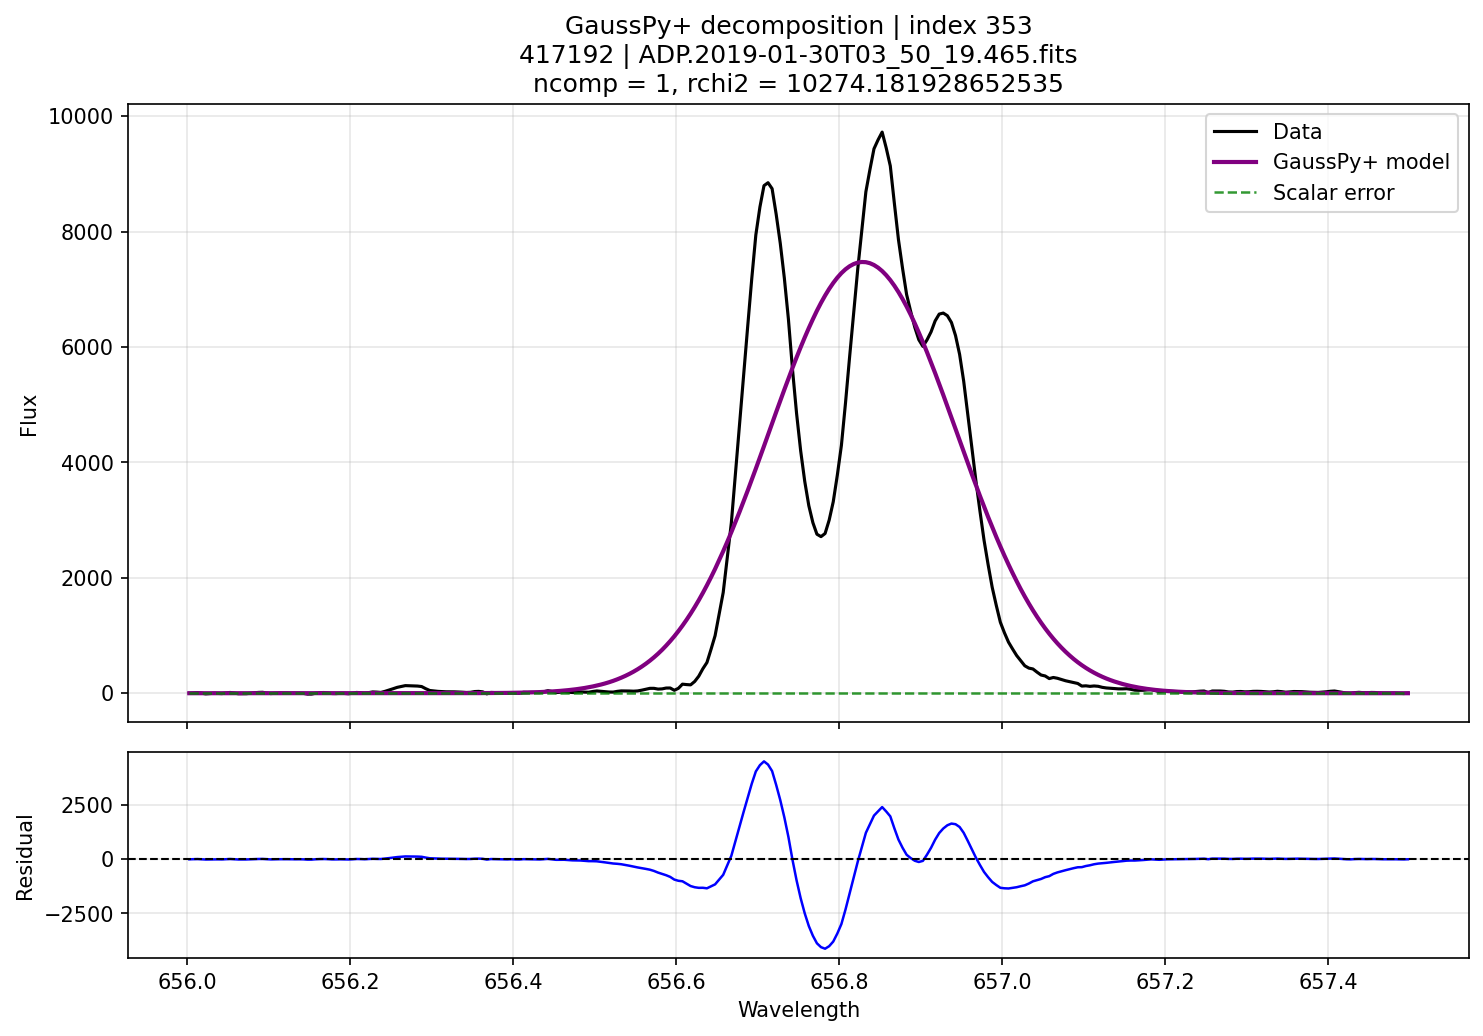 GaussPy+ decomposition | index 353
417192 | ADP.2019-01-30T03_50_19.465.fits
ncomp = 1, rchi2 = 10274.181928652535
10000
8000
6000
4000
2000
0
Flux
Data
GaussPy+ model
Scalar error
2500
0
−2500
Residual
656.0 656.2 656.4 656.6 656.8 657.0 657.2 657.4
Wavelength